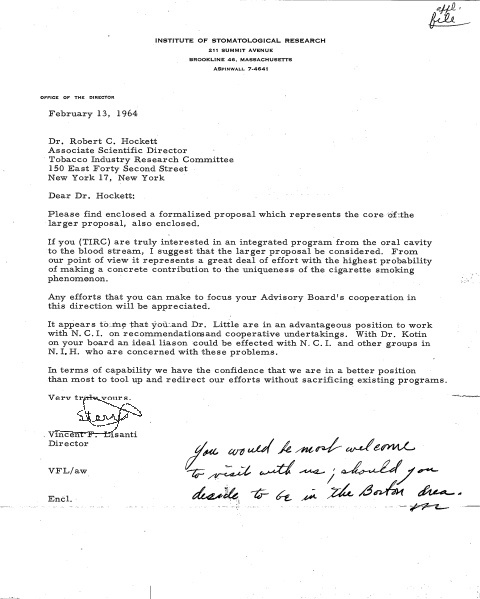 appl.
file
INSTITUTE OF STOMATOLOGICAL RESEARCH
211 SUMMIT AVENUE
BROOKLINE 46, MASSACHUSETTS
ASPINWALL 7-4641
OFFICE OF THE DIRECTOR
February 13, 1964
Dr. Robert C. Hockett
Associate Scientific Director
Tobacco Industry Research Committee
150 East Forty Second Street
New York 17, New York
Dear Dr. Hockett:
Please find enclosed a formalized proposal which represents the core of the
larger proposal, also enclosed.
If you (TIRC) are truly interested in an integrated program from the oral cavity
to the blood stream, I suggest that the larger proposal be considered. From
our point of view it represents a great deal of effort with the highest probability
of making a concrete contribution to the uniqueness of the cigarette smoking
phenomenon.
Any efforts that you can make to focus your Advisory Board's cooperation in
this direction will be appreciated.
It appears to me that you and Dr. Little are in an advantageous position to work
with N.C.I. on recommendations and cooperative undertakings. With Dr. Kotin
on your board an ideal liason could be effected with N.C.I. and other groups in
N.I.H. who are concerned with these problems.
In terms of capability we have the confidence that we are in a better position
than most to tool up and redirect our efforts without sacrificing existing programs.
Very truly yours,
Vincent F. Lisanti
Director
VFL/aw
Encl.
You would be most welcome
to visit with us; should you
deside to be in the Boston area.